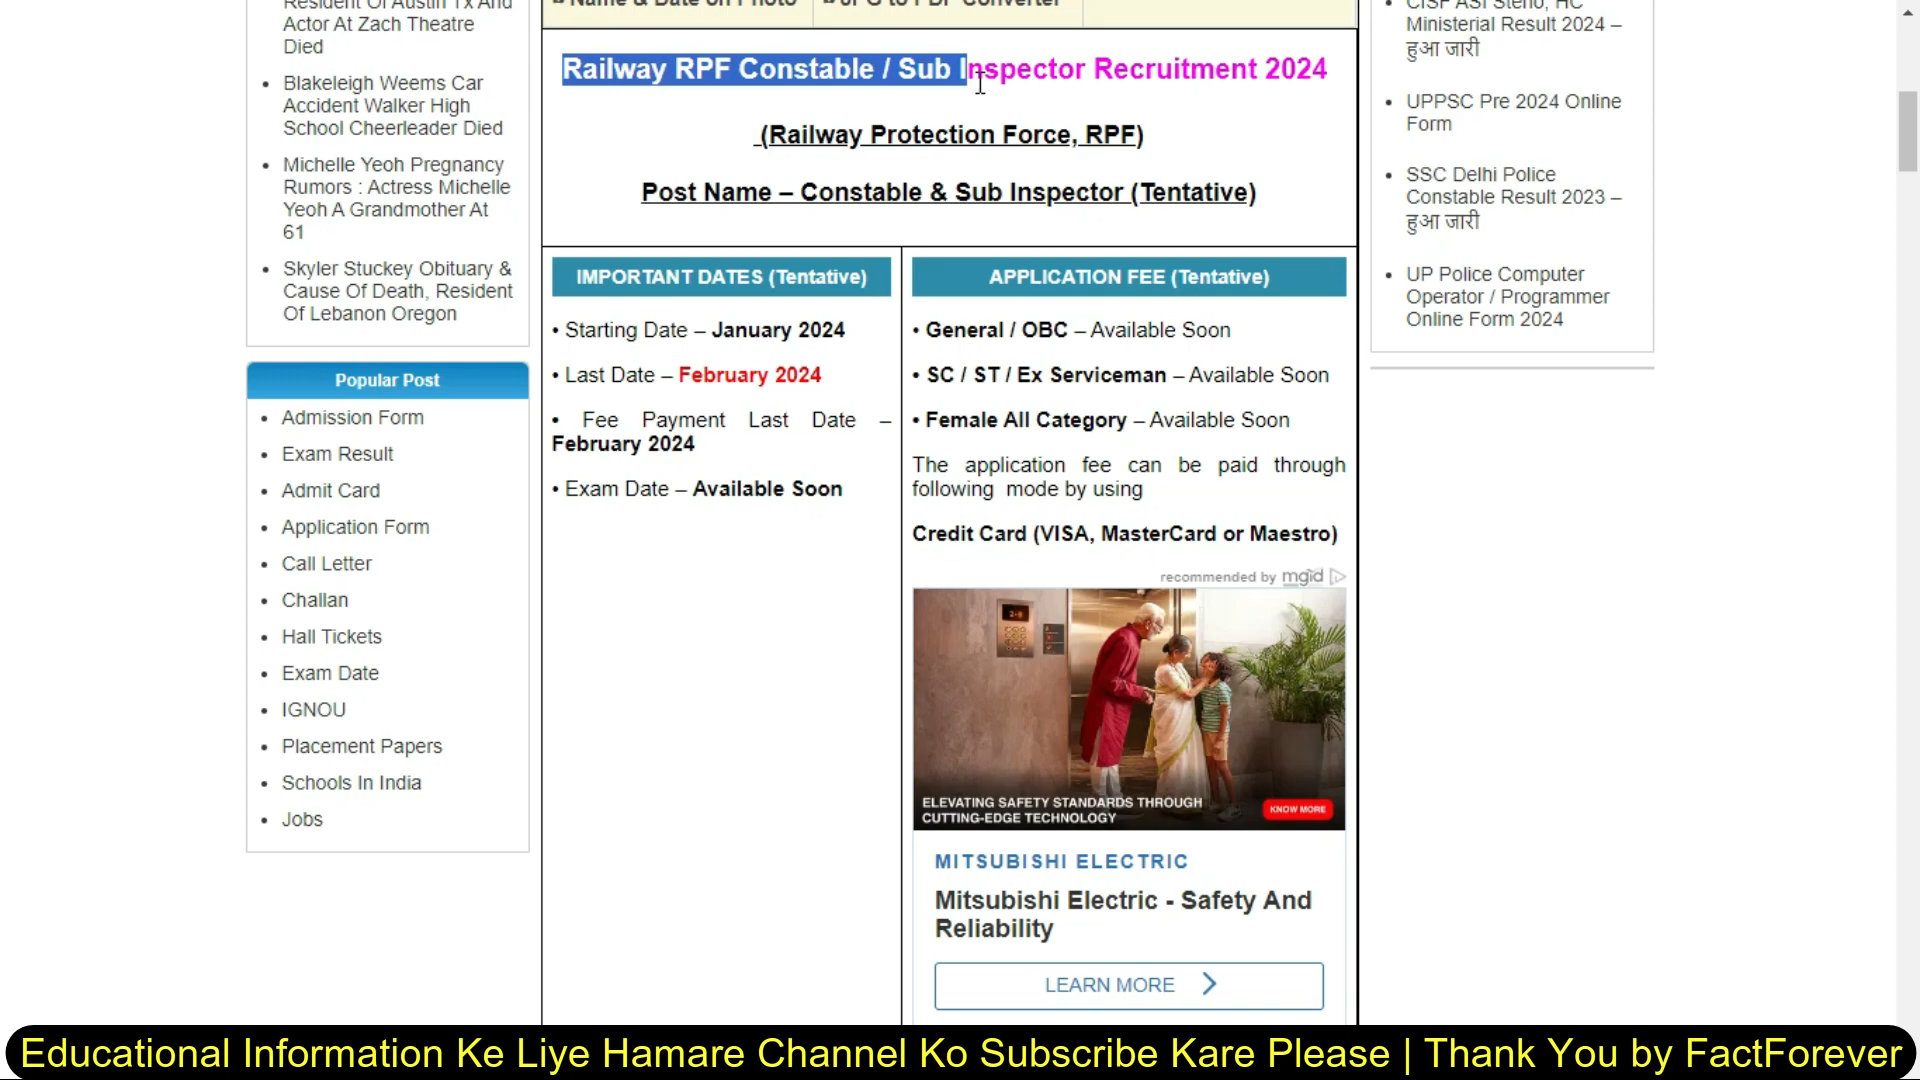 Resident Of Austin Tx And
Actor At Zach Theatre
Died
Blakeleigh Weems Car
Accident Walker High
School Cheerleader Died
Michelle Yeoh Pregnancy
Rumors : Actress Michelle
Yeoh A Grandmother At
61
Skyler Stuckey Obituary &
Cause Of Death, Resident
Of Lebanon Oregon
Popular Post
Admission Form
Exam Result
Admit Card
Application Form
Call Letter
Challan
Hall Tickets
Exam Date
IGNOU
Placement Papers
Schools In India
Jobs
Name & Date on Photo
JPG to PDF Converter
Railway RPF Constable / Sub Inspector Recruitment 2024
(Railway Protection Force, RPF)
Post Name – Constable & Sub Inspector (Tentative)
IMPORTANT DATES (Tentative)
• Starting Date – January 2024
• Last Date – February 2024
• Fee Payment Last Date –
February 2024
• Exam Date – Available Soon
APPLICATION FEE (Tentative)
• General / OBC – Available Soon
• SC / ST / Ex Serviceman – Available Soon
• Female All Category – Available Soon
The application fee can be paid through
following mode by using
Credit Card (VISA, MasterCard or Maestro)
recommended by mgid
ELEVATING SAFETY STANDARDS THROUGH
CUTTING-EDGE TECHNOLOGY
KNOW MORE
MITSUBISHI ELECTRIC
Mitsubishi Electric - Safety And
Reliability
LEARN MORE
CISF ASI Steno, HC
Ministerial Result 2024 –
हुआ जारी
UPPSC Pre 2024 Online
Form
SSC Delhi Police
Constable Result 2023 –
हुआ जारी
UP Police Computer
Operator / Programmer
Online Form 2024
Educational Information Ke Liye Hamare Channel Ko Subscribe Kare Please | Thank You by FactForever